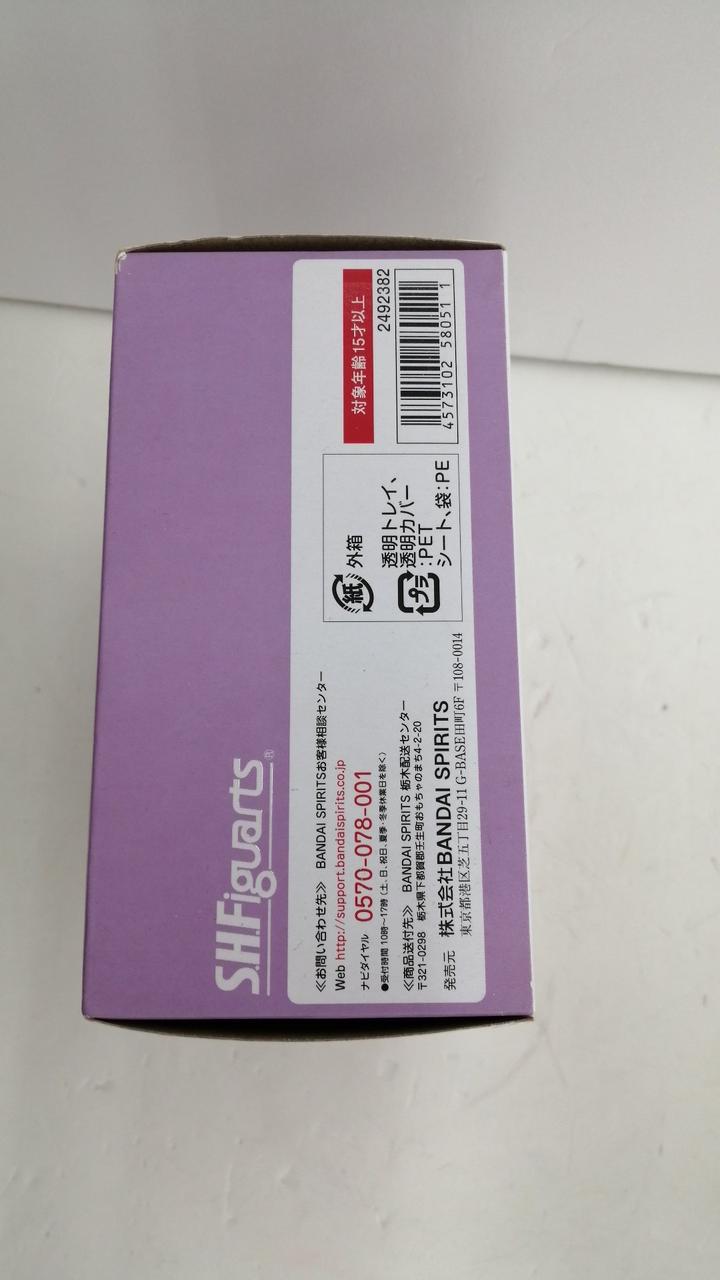 S.H.Figuarts®
≪お問い合わせ先≫ BANDAI SPIRITSお客様相談センター
Web http://support.bandaispirits.co.jp
ナビダイヤル 0570-078-001
●受付時間 10時～17時(土、日、祝日、夏季・冬季休業日を除く)
≪商品送付先≫ BANDAI SPIRITS 栃木配送センター
〒321-0298 栃木県下都賀郡壬生町おもちゃのまち4-2-20
発売元 株式会社BANDAI SPIRITS
東京都港区芝五丁目29-11 G-BASE田町6F 〒108-0014
紙 外箱
プラ 透明トレイ、
透明カバー
:PET
シート、袋:PE
対象年齢15才以上
2492382
4573102 58051 1